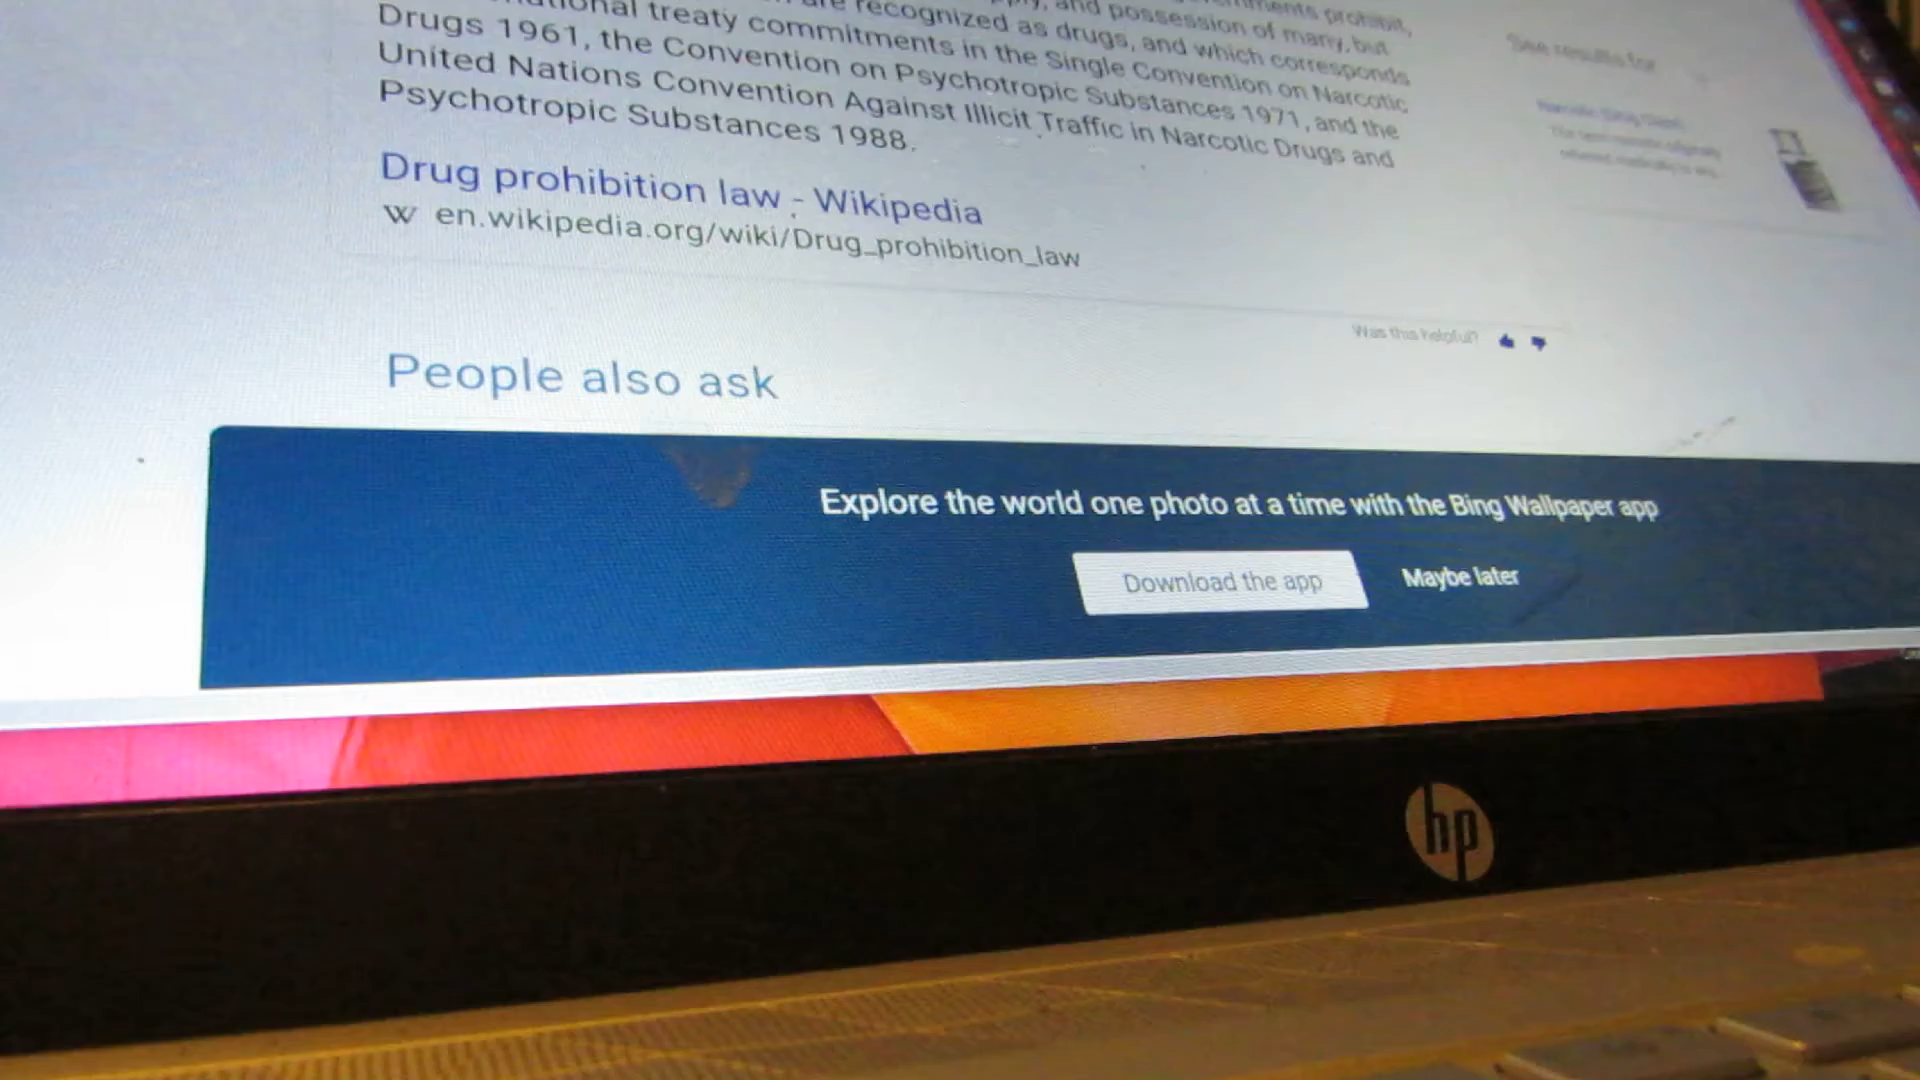 recognized as drugs, and which corresponds
treaty commitments in the Single Convention on Narcotic
Drugs 1961, the Convention on Psychotropic Substances 1971, and the
United Nations Convention Against Illicit Traffic in Narcotic Drugs and
Psychotropic Substances 1988.
Drug prohibition law - Wikipedia
W en.wikipedia.org/wiki/Drug_prohibition_law
See results for
Was this helpful?
People also ask
Explore the world one photo at a time with the Bing Wallpaper app
Download the app
Maybe later
hp